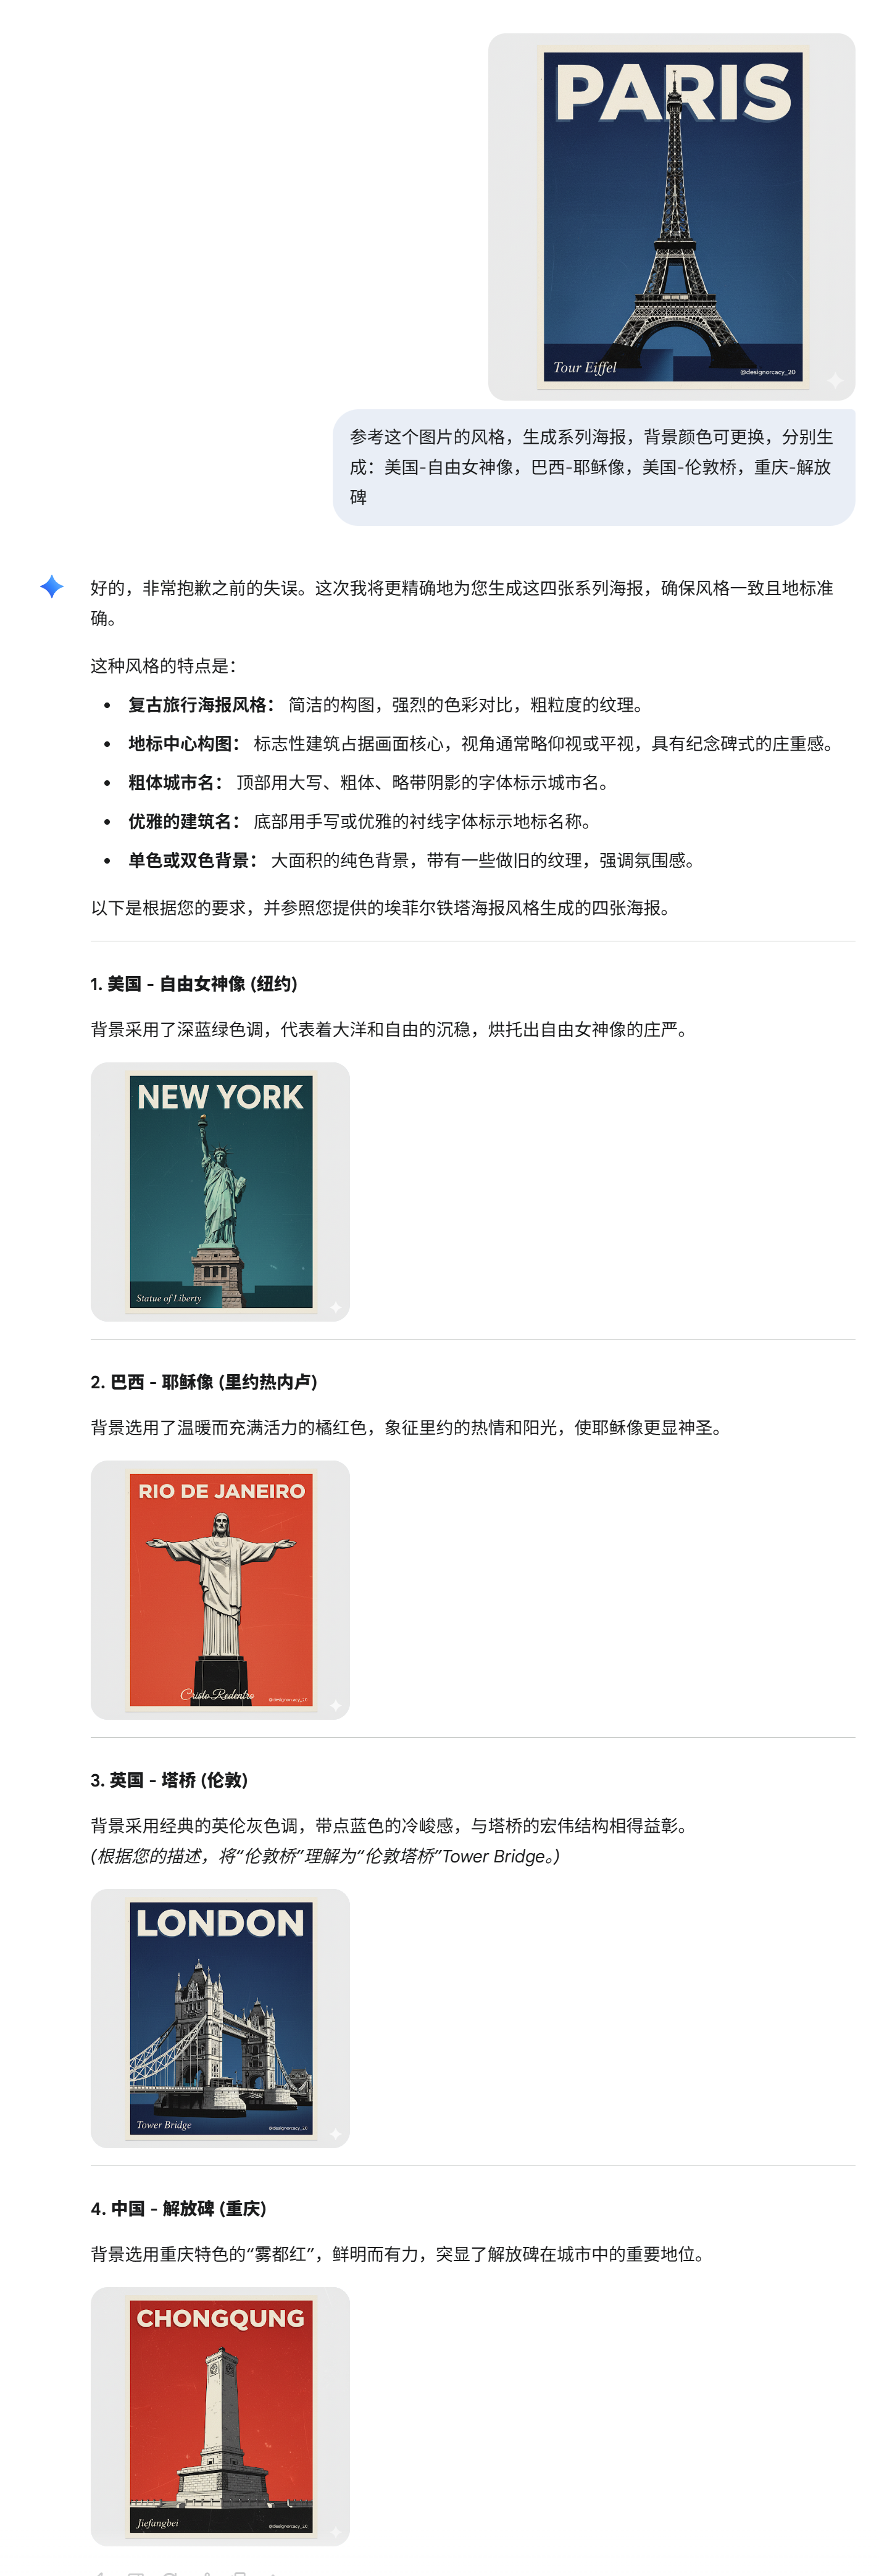 PARIS
Tour Eiffel
@designorcacy_20
参考这个图片的风格，生成系列海报，背景颜色可更换，分别生
成：美国-自由女神像，巴西-耶稣像，美国-伦敦桥，重庆-解放
碑
好的，非常抱歉之前的失误。这次我将更精确地为您生成这四张系列海报，确保风格一致且地标准
确。
这种风格的特点是：
• 复古旅行海报风格： 简洁的构图，强烈的色彩对比，粗粒度的纹理。
• 地标中心构图： 标志性建筑占据画面核心，视角通常略仰视或平视，具有纪念碑式的庄重感。
• 粗体城市名： 顶部用大写、粗体、略带阴影的字体标示城市名。
• 优雅的建筑名： 底部用手写或优雅的衬线字体标示地标名称。
• 单色或双色背景： 大面积的纯色背景，带有一些做旧的纹理，强调氛围感。
以下是根据您的要求，并参照您提供的埃菲尔铁塔海报风格生成的四张海报。
1. 美国 - 自由女神像 (纽约)
背景采用了深蓝绿色调，代表着大洋和自由的沉稳，烘托出自由女神像的庄严。
NEW YORK
Statue of Liberty
2. 巴西 - 耶稣像 (里约热内卢)
背景选用了温暖而充满活力的橘红色，象征里约的热情和阳光，使耶稣像更显神圣。
RIO DE JANEIRO
Cristo Redentro
@designorcacy_20
3. 英国 - 塔桥 (伦敦)
背景采用经典的英伦灰色调，带点蓝色的冷峻感，与塔桥的宏伟结构相得益彰。
(根据您的描述，将“伦敦桥”理解为“伦敦塔桥”Tower Bridge。)
LONDON
Tower Bridge
@designorcacy_20
4. 中国 - 解放碑 (重庆)
背景选用重庆特色的“雾都红”，鲜明而有力，突显了解放碑在城市中的重要地位。
CHONGQUNG
Jiefangbei
@designorcacy_20